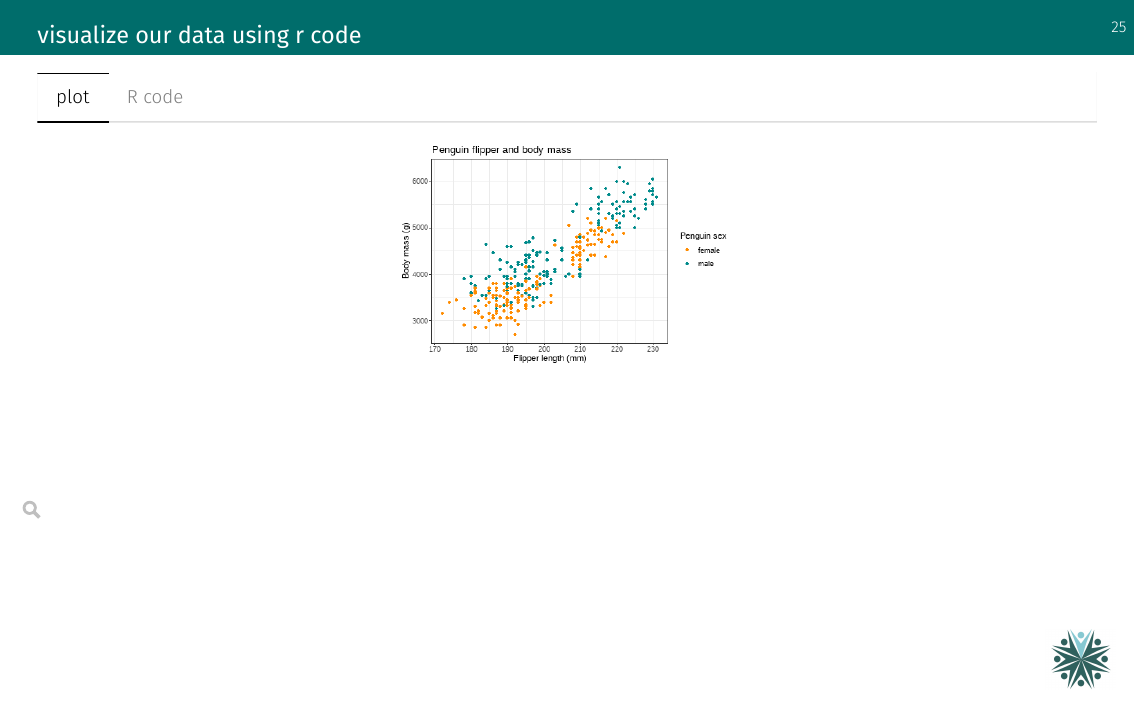 visualize our data using r code
25
plot
R code
Penguin flipper and body mass
6000
5000
4000
3000
Body mass (g)
170 180 190 200 210 220 230
Flipper length (mm)
Penguin sex
female
male